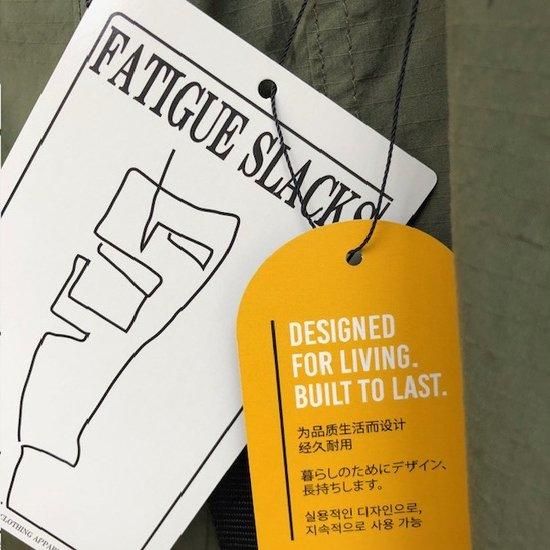 FATIGUE SLACKS
CLOTHING
DESIGNED
FOR LIVING.
BUILT TO LAST.
为品质生活而设计
经久耐用
暮らしのためにデザイン、
長持ちします。
실용적인 디자인으로,
지속적으로 사용 가능